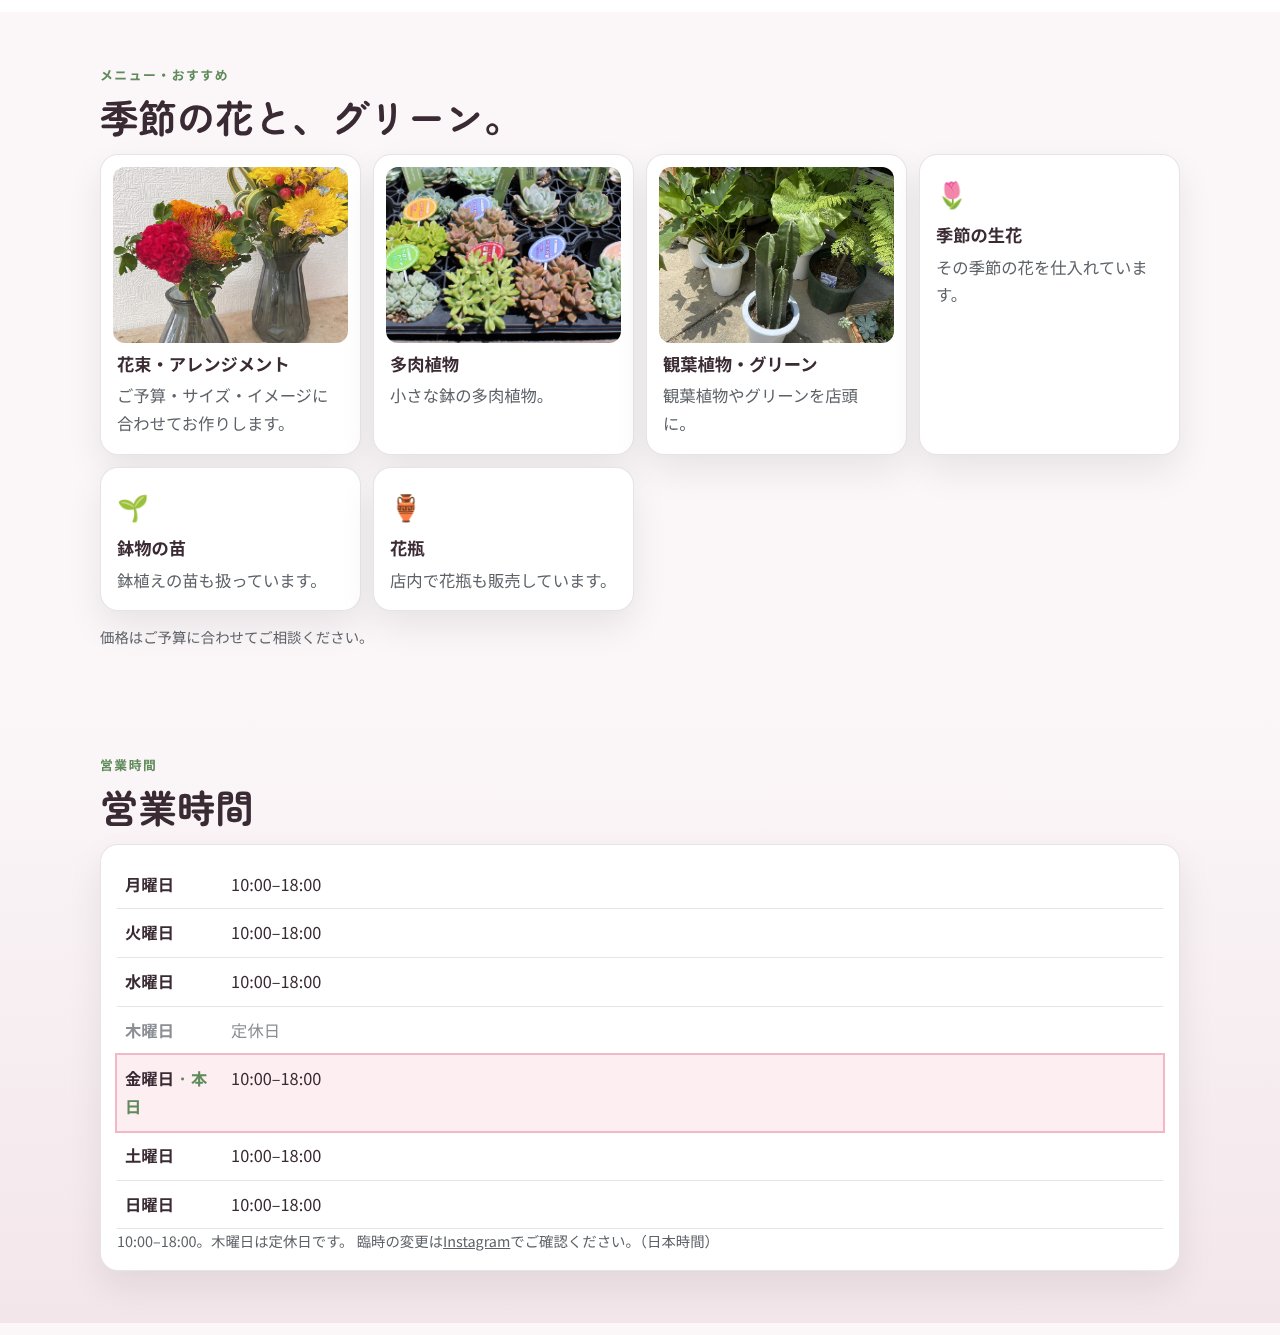 メニュー・おすすめ
季節の花と、グリーン。
花束・アレンジメント
ご予算・サイズ・イメージに
合わせてお作りします。
多肉植物
小さな鉢の多肉植物。
観葉植物・グリーン
観葉植物やグリーンを店頭
に。
季節の生花
その季節の花を仕入れていま
す。
鉢物の苗
鉢植えの苗も扱っています。
花瓶
店内で花瓶も販売しています。
価格はご予算に合わせてご相談ください。
営業時間
営業時間
月曜日 10:00–18:00
火曜日 10:00–18:00
水曜日 10:00–18:00
木曜日 定休日
金曜日・本 10:00–18:00
日
土曜日 10:00–18:00
日曜日 10:00–18:00
10:00–18:00。木曜日は定休日です。 臨時の変更はInstagramでご確認ください。（日本時間）